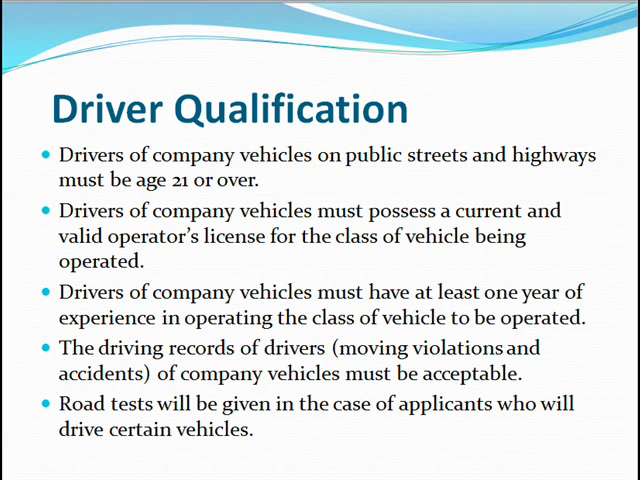 Driver Qualification
Drivers of company vehicles on public streets and highways
must be age 21 or over.
Drivers of company vehicles must possess a current and
valid operator's license for the class of vehicle being
operated.
Drivers of company vehicles must have at least one year of
experience in operating the class of vehicle to be operated.
The driving records of drivers (moving violations and
accidents) of company vehicles must be acceptable.
Road tests will be given in the case of applicants who will
drive certain vehicles.